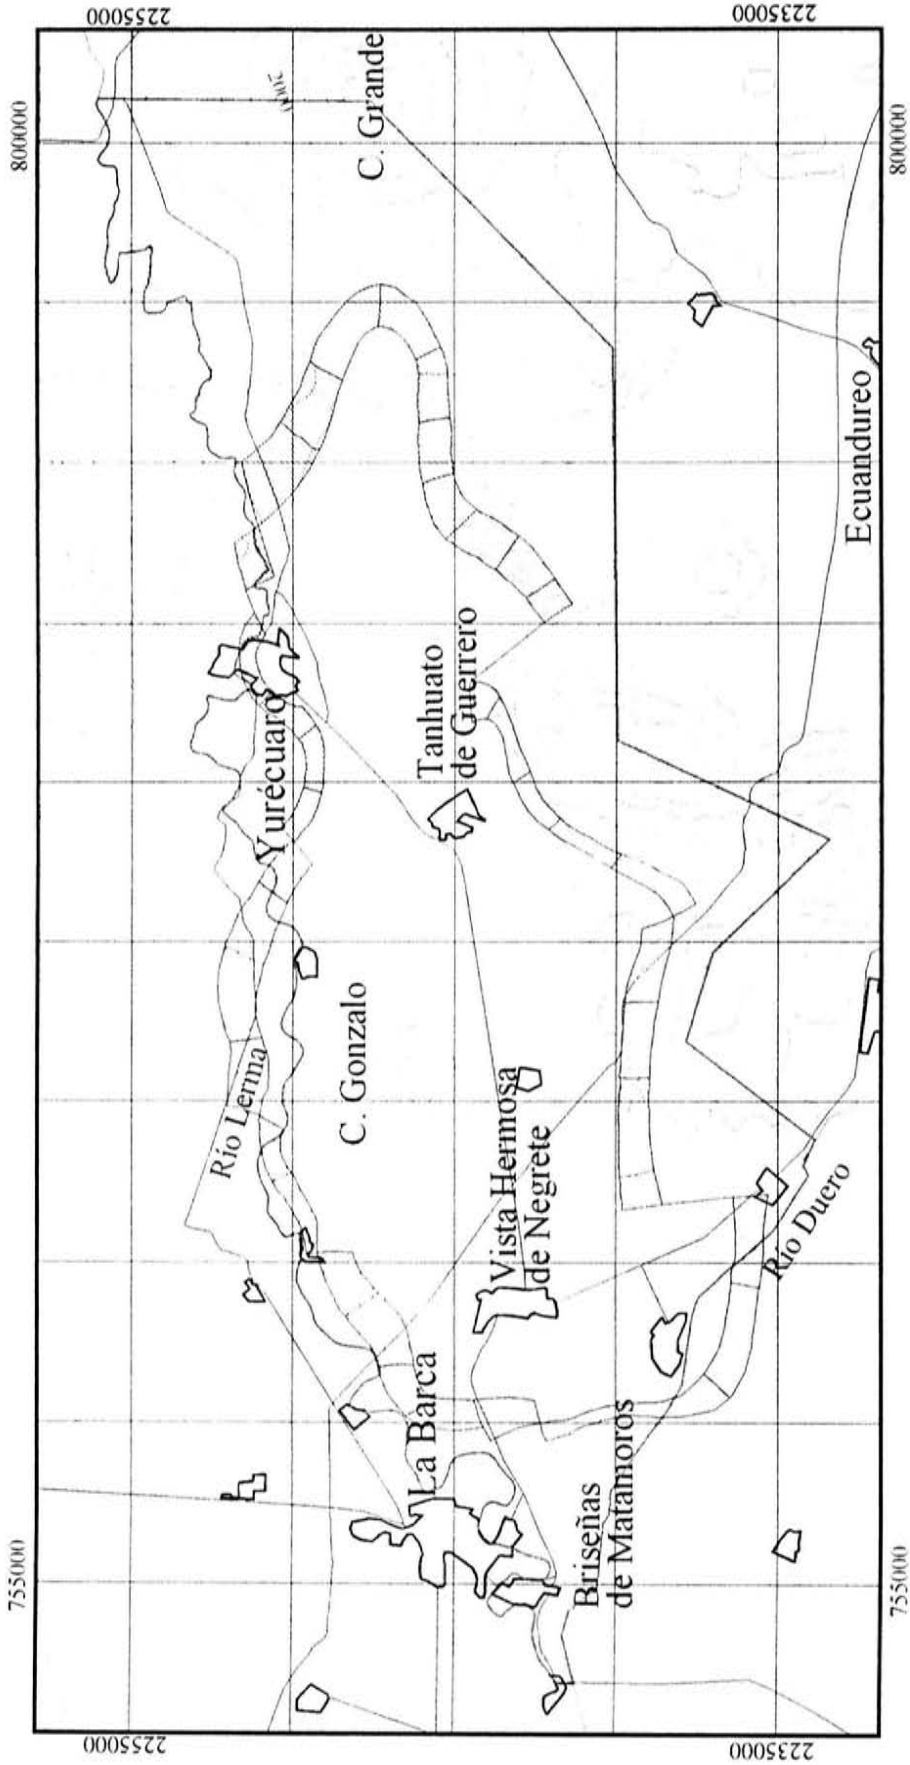 2255000
2235000
800000
800000
2000
C. Grande
Ecuandureo
Tanhuato
de Guerrero
Yurécuaro
C. Gonzalo
Río Lerma
Vista Hermosa
de Negrete
Río Duero
La Barca
Briseñas
de Matamoros
755000
755000
2255000
2235000